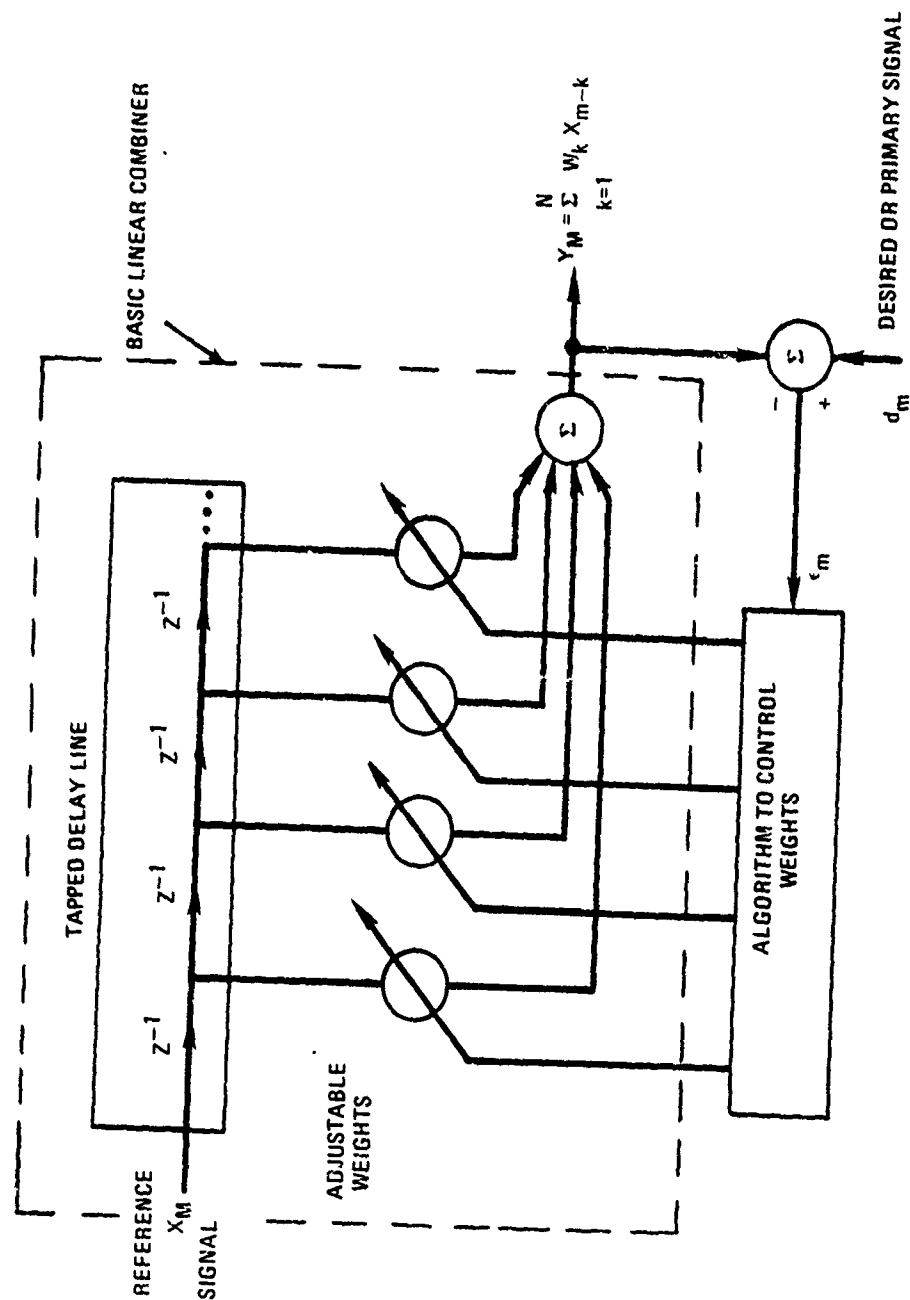 BASIC LINEAR COMBINER
TAPPED DELAY LINE
Z⁻¹ Z⁻¹ Z⁻¹ Z⁻¹ •••
REFERENCE
X_M
SIGNAL
ADJUSTABLE
WEIGHTS
Σ
N
Y_M = Σ W_k X_{m-k}
k=1
ALGORITHM TO CONTROL
WEIGHTS
ϵ_m
−
Σ
+
d_m
DESIRED OR PRIMARY SIGNAL